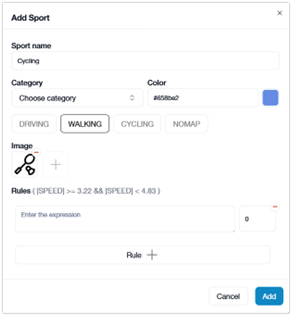 Add Sport
×
Sport name
Cycling
Category Color
Choose category #658be2
DRIVING WALKING CYCLING NOMAP
Image
Rules ( [SPEED] >= 3.22 && [SPEED] < 4.83 )
Enter the expression 0
Rule +
Cancel Add